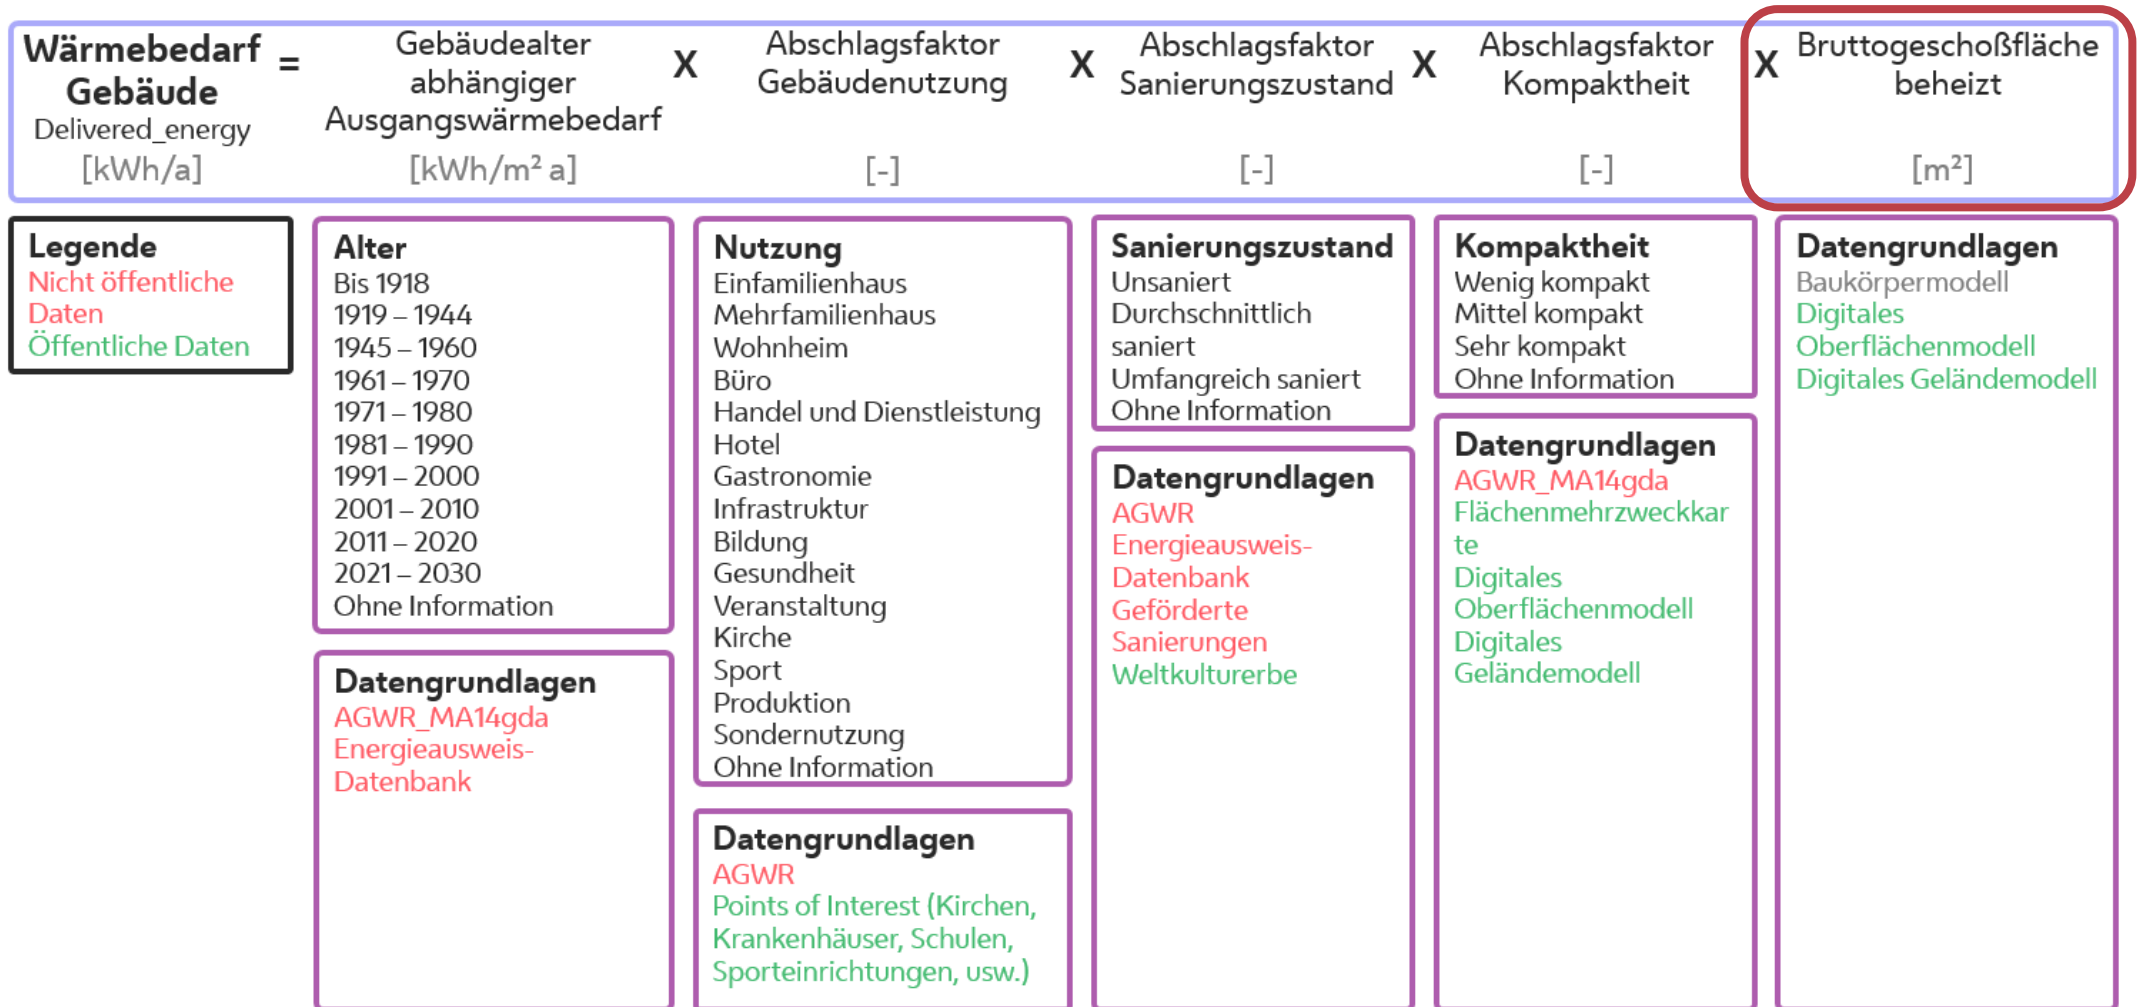 Wärmebedarf
Gebäude
Delivered_energy
[kWh/a]
=
Gebäudealter
abhängiger
Ausgangswärmebedarf
[kWh/m² a]
X
Abschlagsfaktor
Gebäudenutzung
[-]
X
Abschlagsfaktor
Sanierungszustand
[-]
X
Abschlagsfaktor
Kompaktheit
[-]
X
Bruttogeschoßfläche
beheizt
[m²]
Legende
Nicht öffentliche
Daten
Öffentliche Daten
Alter
Bis 1918
1919 – 1944
1945 – 1960
1961 – 1970
1971 – 1980
1981 – 1990
1991 – 2000
2001 – 2010
2011 – 2020
2021 – 2030
Ohne Information
Datengrundlagen
AGWR_MA14gda
Energieausweis-
Datenbank
Nutzung
Einfamilienhaus
Mehrfamilienhaus
Wohnheim
Büro
Handel und Dienstleistung
Hotel
Gastronomie
Infrastruktur
Bildung
Gesundheit
Veranstaltung
Kirche
Sport
Produktion
Sondernutzung
Ohne Information
Datengrundlagen
AGWR
Points of Interest (Kirchen,
Krankenhäuser, Schulen,
Sporteinrichtungen, usw.)
Sanierungszustand
Unsaniert
Durchschnittlich
saniert
Umfangreich saniert
Ohne Information
Datengrundlagen
AGWR
Energieausweis-
Datenbank
Geförderte
Sanierungen
Weltkulturerbe
Kompaktheit
Wenig kompakt
Mittel kompakt
Sehr kompakt
Ohne Information
Datengrundlagen
AGWR_MA14gda
Flächenmehrzweckkar
te
Digitales
Oberflächenmodell
Digitales
Geländemodell
Datengrundlagen
Baukörpermodell
Digitales
Oberflächenmodell
Digitales Geländemodell